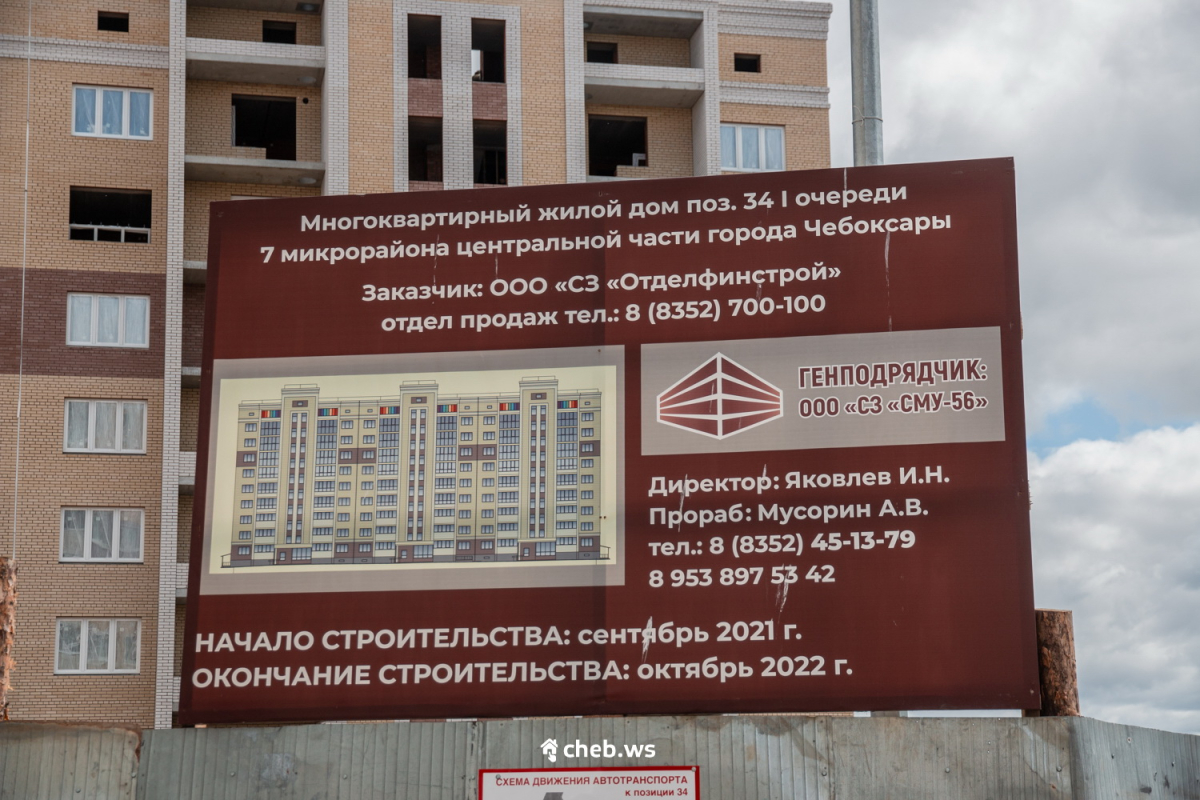 Многоквартирный жилой дом поз. 34 I очереди
7 микрорайона центральной части города Чебоксары
Заказчик: ООО «СЗ «Отделфинстрой»
отдел продаж тел.: 8 (8352) 700-100
ГЕНПОДРЯДЧИК:
ООО «СЗ «СМУ-56»
Директор: Яковлев И.Н.
Прораб: Мусорин А.В.
тел.: 8 (8352) 45-13-79
8 953 897 53 42
НАЧАЛО СТРОИТЕЛЬСТВА: сентябрь 2021 г.
ОКОНЧАНИЕ СТРОИТЕЛЬСТВА: октябрь 2022 г.
cheb.ws
СХЕМА ДВИЖЕНИЯ АВТОТРАНСПОРТА
К ПОЗИЦИИ 34